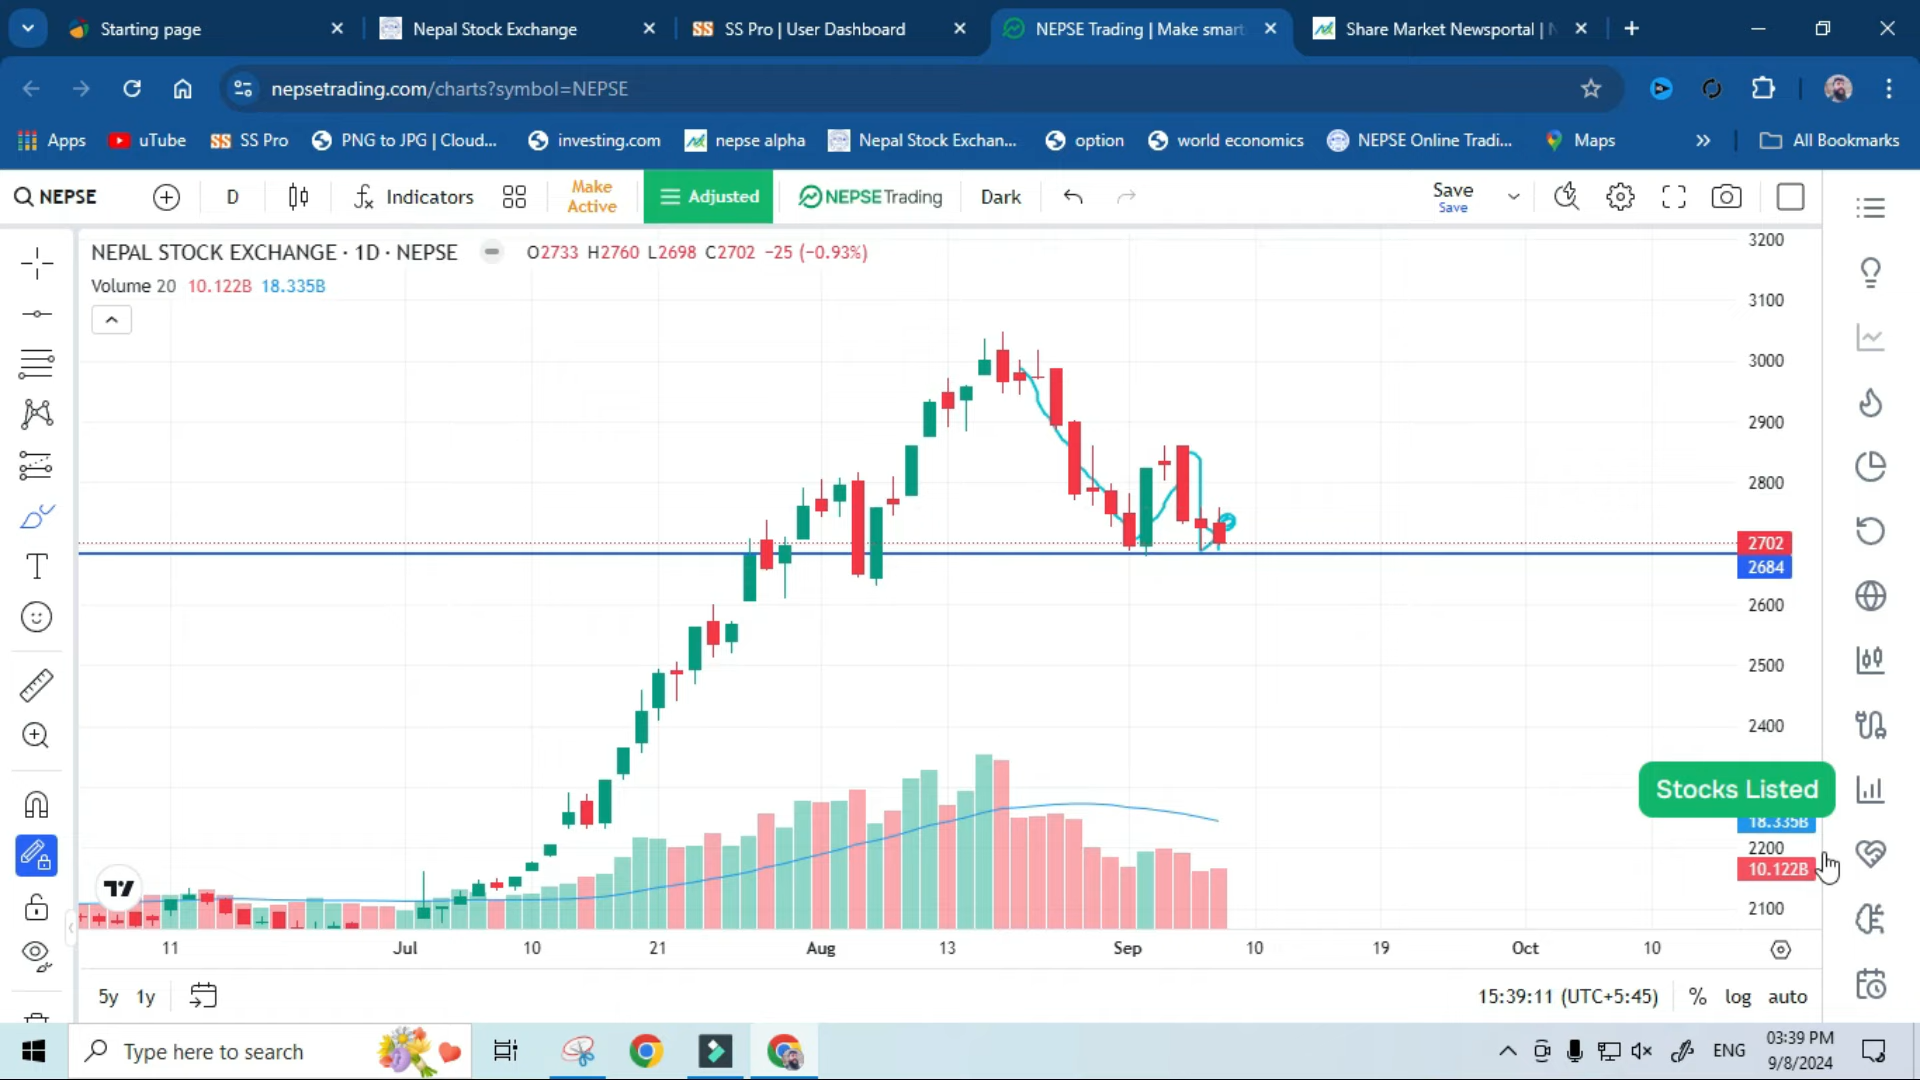 Starting page
Nepal Stock Exchange
SS Pro | User Dashboard
NEPSE Trading | Make smart
Share Market Newsportal | N
nepsetrading.com/charts?symbol=NEPSE
Apps
uTube
SS Pro
PNG to JPG | Cloud...
investing.com
nepse alpha
Nepal Stock Exchan...
option
world economics
NEPSE Online Tradi...
Maps
All Bookmarks
NEPSE
D
Indicators
Make
Active
Adjusted
NEPSETrading
Dark
Save
Save
NEPAL STOCK EXCHANGE · 1D · NEPSE
O2733 H2760 L2698 C2702 −25 (−0.93%)
Volume 20 10.122B 18.335B
3200
3100
3000
2900
2800
2702
2684
2600
2500
2400
Stocks Listed
18.335B
2200
10.122B
2100
11
Jul
10
21
Aug
13
Sep
10
19
Oct
10
5y
1y
15:39:11 (UTC+5:45)
%
log
auto
Type here to search
ENG
03:39 PM
9/8/2024